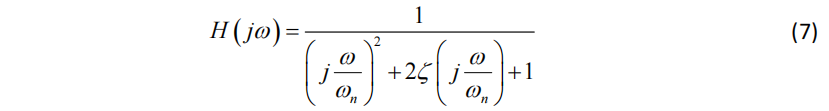 H(jω) = 1 / ((j ω/ωₙ)² + 2ζ(j ω/ωₙ) + 1) (7)